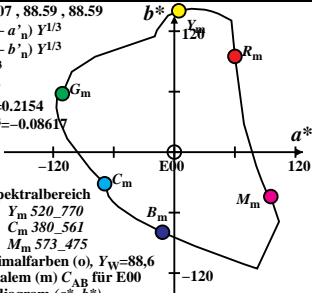 07 , 88.59 , 88.59
b*
– a'n) Y1/3
Ym
120
– b'n) Y1/3
Rm
Gm
=0.2154
=–0.08617
a*
–120
E00
120
Cm
Mm
Bm
pektralbereich
Ym 520_770
Cm 380_561
Mm 573_475
imalfarben (o), YW=88,6
alem (m) CAB für E00
–120